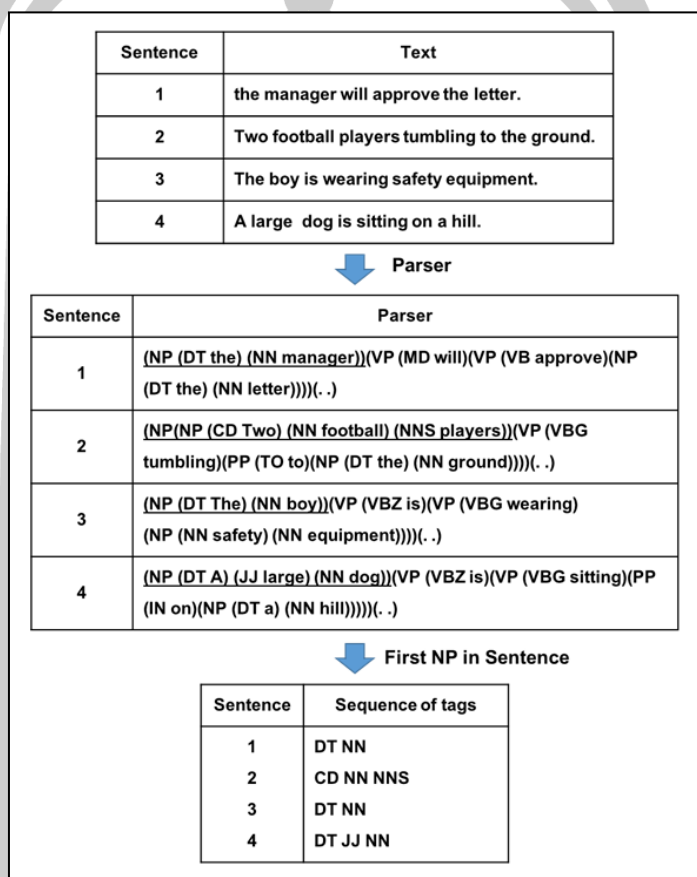 Sentence Text
1 the manager will approve the letter.
2 Two football players tumbling to the ground.
3 The boy is wearing safety equipment.
4 A large dog is sitting on a hill.
Parser
Sentence Parser
1 (NP (DT the) (NN manager))(VP (MD will)(VP (VB approve)(NP
(DT the) (NN letter))))(. .)
2 (NP(NP (CD Two) (NN football) (NNS players))(VP (VBG
tumbling)(PP (TO to)(NP (DT the) (NN ground))))(. .)
3 (NP (DT The) (NN boy))(VP (VBZ is)(VP (VBG wearing)
(NP (NN safety) (NN equipment))))(. .)
4 (NP (DT A) (JJ large) (NN dog))(VP (VBZ is)(VP (VBG sitting)(PP
(IN on)(NP (DT a) (NN hill)))))(. .)
First NP in Sentence
Sentence Sequence of tags
1 DT NN
2 CD NN NNS
3 DT NN
4 DT JJ NN